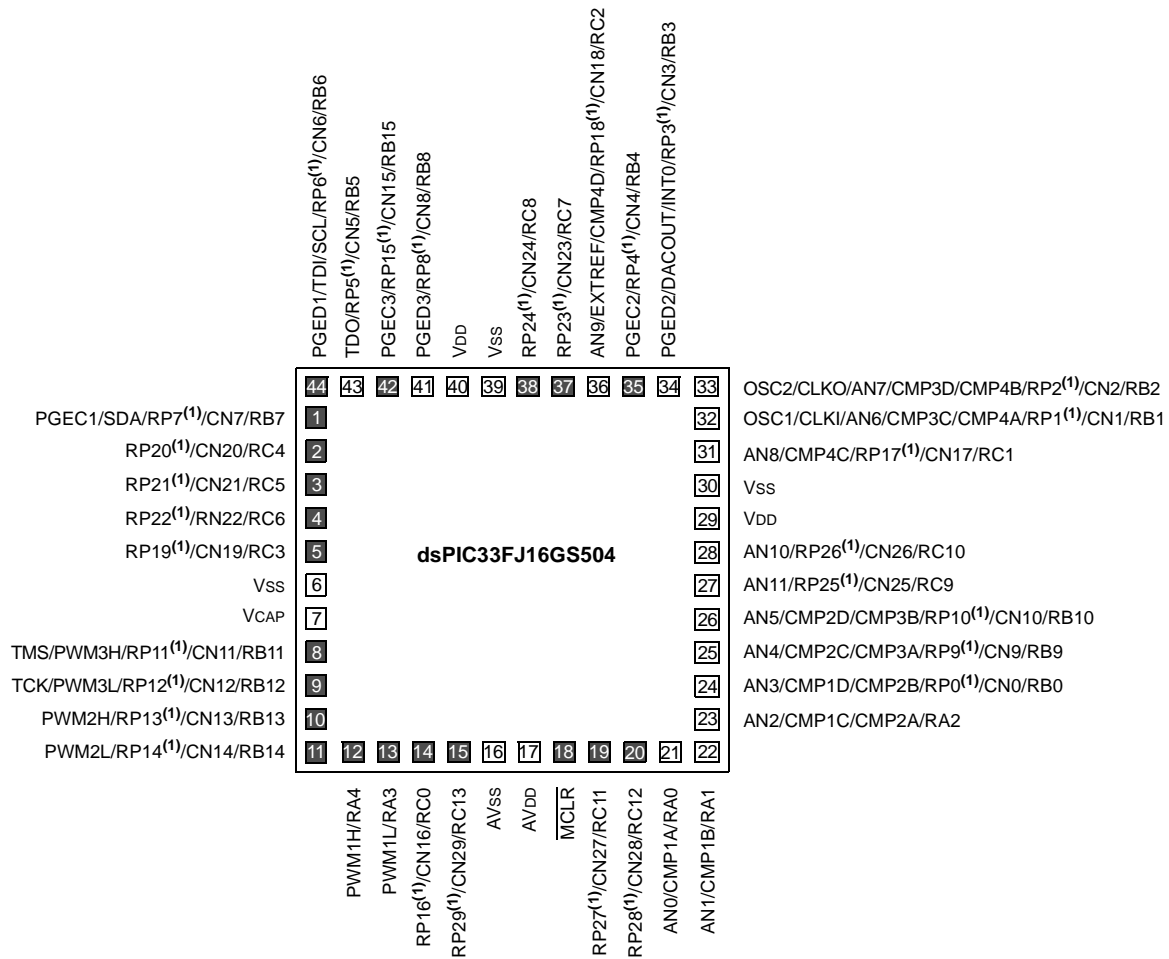 PGED1/TDI/SCL/RP6(1)/CN6/RB6
TDO/RP5(1)/CN5/RB5
PGEC3/RP15(1)/CN15/RB15
PGED3/RP8(1)/CN8/RB8
VDD
VSS
RP24(1)/CN24/RC8
RP23(1)/CN23/RC7
AN9/EXTREF/CMP4D/RP18(1)/CN18/RC2
PGEC2/RP4(1)/CN4/RB4
PGED2/DACOUT/INT0/RP3(1)/CN3/RB3
44 43 42 41 40 39 38 37 36 35 34 33 OSC2/CLKO/AN7/CMP3D/CMP4B/RP2(1)/CN2/RB2
PGEC1/SDA/RP7(1)/CN7/RB7 1 32 OSC1/CLKI/AN6/CMP3C/CMP4A/RP1(1)/CN1/RB1
RP20(1)/CN20/RC4 2 31 AN8/CMP4C/RP17(1)/CN17/RC1
RP21(1)/CN21/RC5 3 30 VSS
RP22(1)/RN22/RC6 4 29 VDD
RP19(1)/CN19/RC3 5 dsPIC33FJ16GS504 28 AN10/RP26(1)/CN26/RC10
VSS 6 27 AN11/RP25(1)/CN25/RC9
VCAP 7 26 AN5/CMP2D/CMP3B/RP10(1)/CN10/RB10
TMS/PWM3H/RP11(1)/CN11/RB11 8 25 AN4/CMP2C/CMP3A/RP9(1)/CN9/RB9
TCK/PWM3L/RP12(1)/CN12/RB12 9 24 AN3/CMP1D/CMP2B/RP0(1)/CN0/RB0
PWM2H/RP13(1)/CN13/RB13 10 23 AN2/CMP1C/CMP2A/RA2
PWM2L/RP14(1)/CN14/RB14 11 12 13 14 15 16 17 18 19 20 21 22
PWM1H/RA4
PWM1L/RA3
RP16(1)/CN16/RC0
RP29(1)/CN29/RC13
AVSS
AVDD
MCLR
RP27(1)/CN27/RC11
RP28(1)/CN28/RC12
AN0/CMP1A/RA0
AN1/CMP1B/RA1